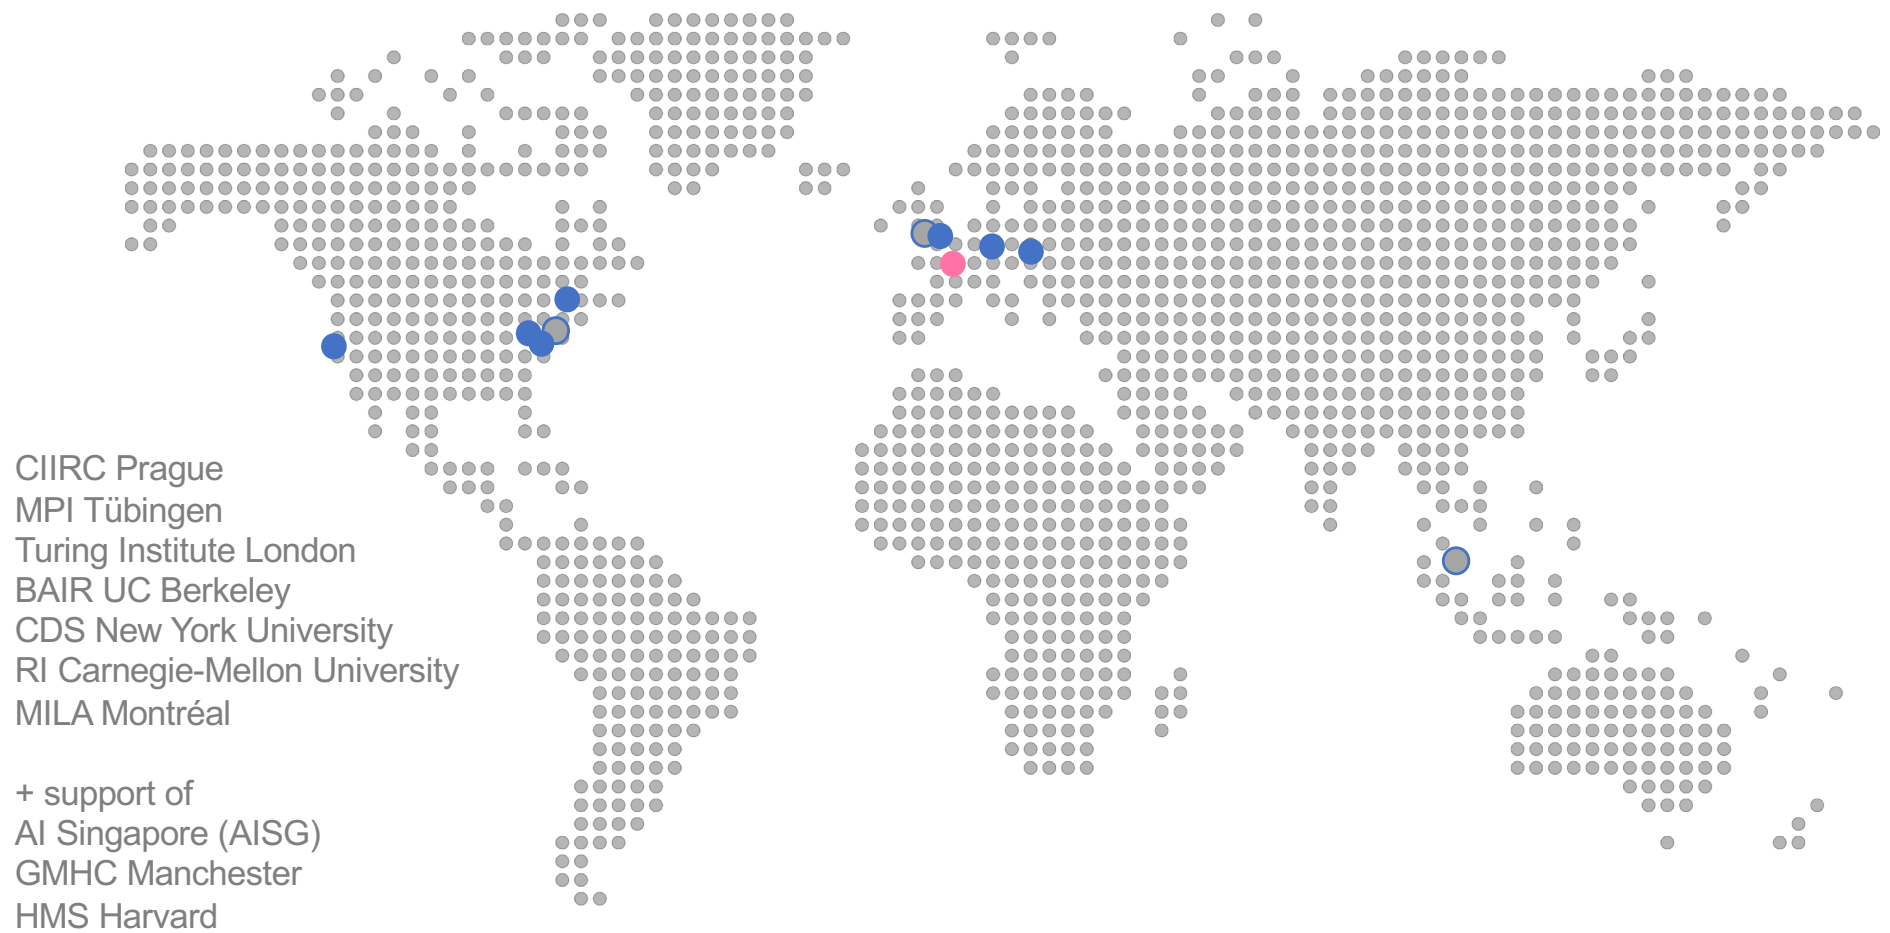 CIIRC Prague
MPI Tübingen
Turing Institute London
BAIR UC Berkeley
CDS New York University
RI Carnegie-Mellon University
MILA Montréal
+ support of
AI Singapore (AISG)
GMHC Manchester
HMS Harvard